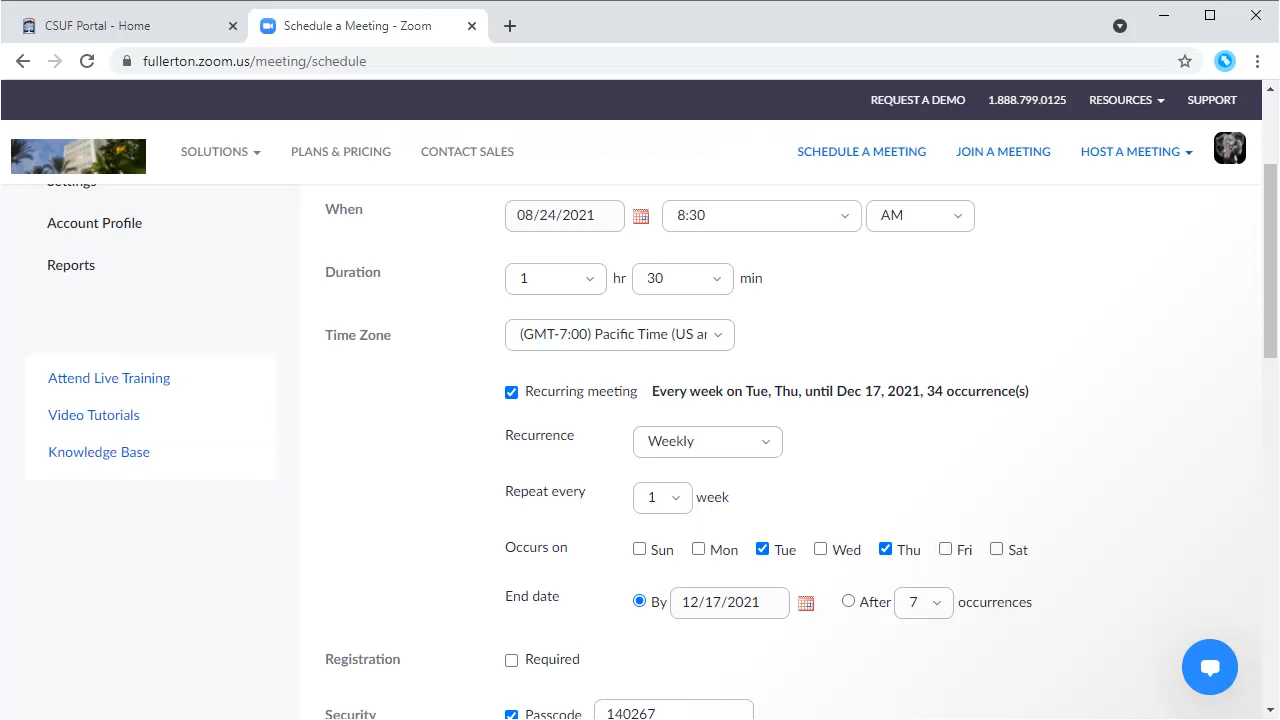 CSUF Portal - Home
Schedule a Meeting - Zoom
fullerton.zoom.us/meeting/schedule
REQUEST A DEMO 1.888.799.0125 RESOURCES SUPPORT
SOLUTIONS PLANS & PRICING CONTACT SALES SCHEDULE A MEETING JOIN A MEETING HOST A MEETING
Settings
Account Profile
Reports
Attend Live Training
Video Tutorials
Knowledge Base
When 08/24/2021 8:30 AM
Duration 1 hr 30 min
Time Zone (GMT-7:00) Pacific Time (US ar
Recurring meeting Every week on Tue, Thu, until Dec 17, 2021, 34 occurrence(s)
Recurrence Weekly
Repeat every 1 week
Occurs on Sun Mon Tue Wed Thu Fri Sat
End date By 12/17/2021 After 7 occurrences
Registration Required
Security Passcode 140267